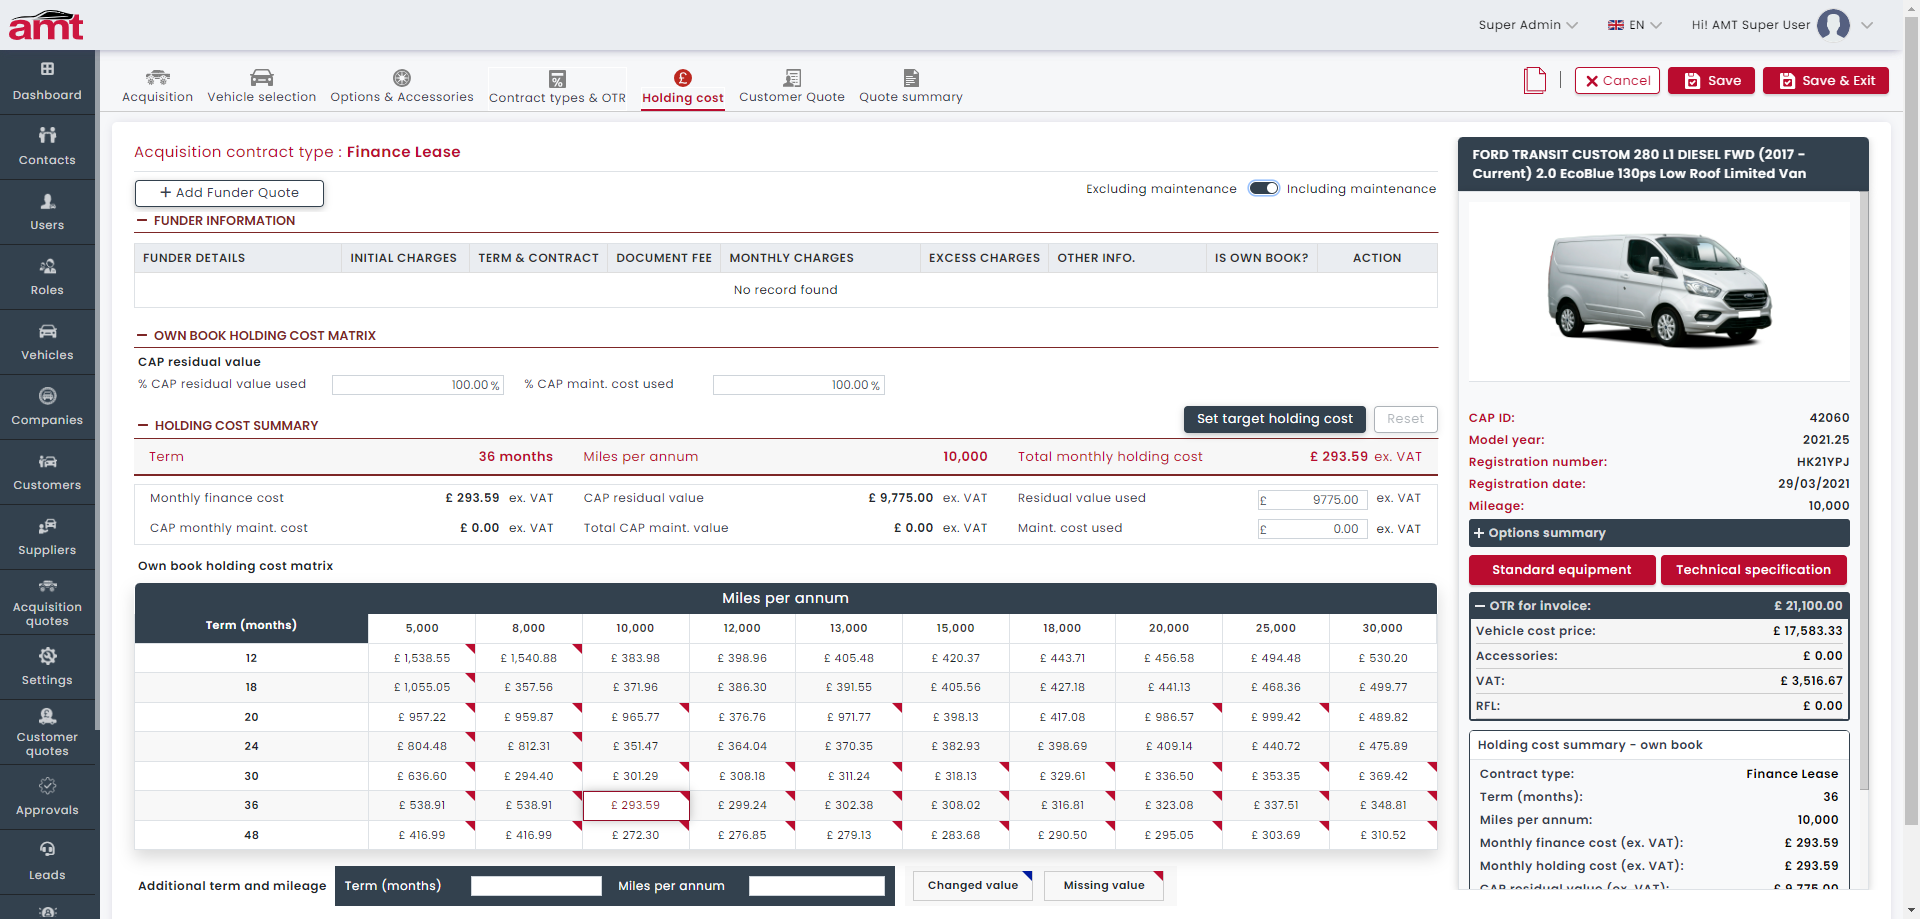 amt
Super Admin
EN
Hi! AMT Super User
Dashboard
Contacts
Users
Roles
Vehicles
Companies
Customers
Suppliers
Acquisition
quotes
Settings
Customer
quotes
Approvals
Leads
Acquisition
Vehicle selection
Options & Accessories
Contract types & OTR
Holding cost
Customer Quote
Quote summary
Cancel
Save
Save & Exit
Acquisition contract type : Finance Lease
+ Add Funder Quote
Excluding maintenance Including maintenance
FUNDER INFORMATION
FUNDER DETAILS INITIAL CHARGES TERM & CONTRACT DOCUMENT FEE MONTHLY CHARGES EXCESS CHARGES OTHER INFO. IS OWN BOOK? ACTION
No record found
OWN BOOK HOLDING COST MATRIX
CAP residual value
% CAP residual value used 100.00 % % CAP maint. cost used 100.00 %
HOLDING COST SUMMARY
Set target holding cost Reset
Term 36 months Miles per annum 10,000 Total monthly holding cost £ 293.59 ex. VAT
Monthly finance cost £ 293.59 ex. VAT CAP residual value £ 9,775.00 ex. VAT Residual value used £ 9775.00 ex. VAT
CAP monthly maint. cost £ 0.00 ex. VAT Total CAP maint. value £ 0.00 ex. VAT Maint. cost used £ 0.00 ex. VAT
Own book holding cost matrix
Miles per annum
Term (months) 5,000 8,000 10,000 12,000 13,000 15,000 18,000 20,000 25,000 30,000
12 £ 1,538.55 £ 1,540.88 £ 383.98 £ 398.96 £ 405.48 £ 420.37 £ 443.71 £ 456.58 £ 494.48 £ 530.20
18 £ 1,055.05 £ 357.56 £ 371.96 £ 386.30 £ 391.55 £ 405.56 £ 427.18 £ 441.13 £ 468.36 £ 499.77
20 £ 957.22 £ 959.87 £ 965.77 £ 376.76 £ 971.77 £ 398.13 £ 417.08 £ 986.57 £ 999.42 £ 489.82
24 £ 804.48 £ 812.31 £ 351.47 £ 364.04 £ 370.35 £ 382.93 £ 398.69 £ 409.14 £ 440.72 £ 475.89
30 £ 636.60 £ 294.40 £ 301.29 £ 308.18 £ 311.24 £ 318.13 £ 329.61 £ 336.50 £ 353.35 £ 369.42
36 £ 538.91 £ 538.91 £ 293.59 £ 299.24 £ 302.38 £ 308.02 £ 316.81 £ 323.08 £ 337.51 £ 348.81
48 £ 416.99 £ 416.99 £ 272.30 £ 276.85 £ 279.13 £ 283.68 £ 290.50 £ 295.05 £ 303.69 £ 310.52
Additional term and mileage Term (months) Miles per annum Changed value Missing value
FORD TRANSIT CUSTOM 280 L1 DIESEL FWD (2017 -
Current) 2.0 EcoBlue 130ps Low Roof Limited Van
CAP ID: 42060
Model year: 2021.25
Registration number: HK21YPJ
Registration date: 29/03/2021
Mileage: 10,000
+ Options summary
Standard equipment Technical specification
OTR for invoice: £ 21,100.00
Vehicle cost price: £ 17,583.33
Accessories: £ 0.00
VAT: £ 3,516.67
RFL: £ 0.00
Holding cost summary - own book
Contract type: Finance Lease
Term (months): 36
Miles per annum: 10,000
Monthly finance cost (ex. VAT): £ 293.59
Monthly holding cost (ex. VAT): £ 293.59
CAP residual value (ex. VAT): £ 9,775.00